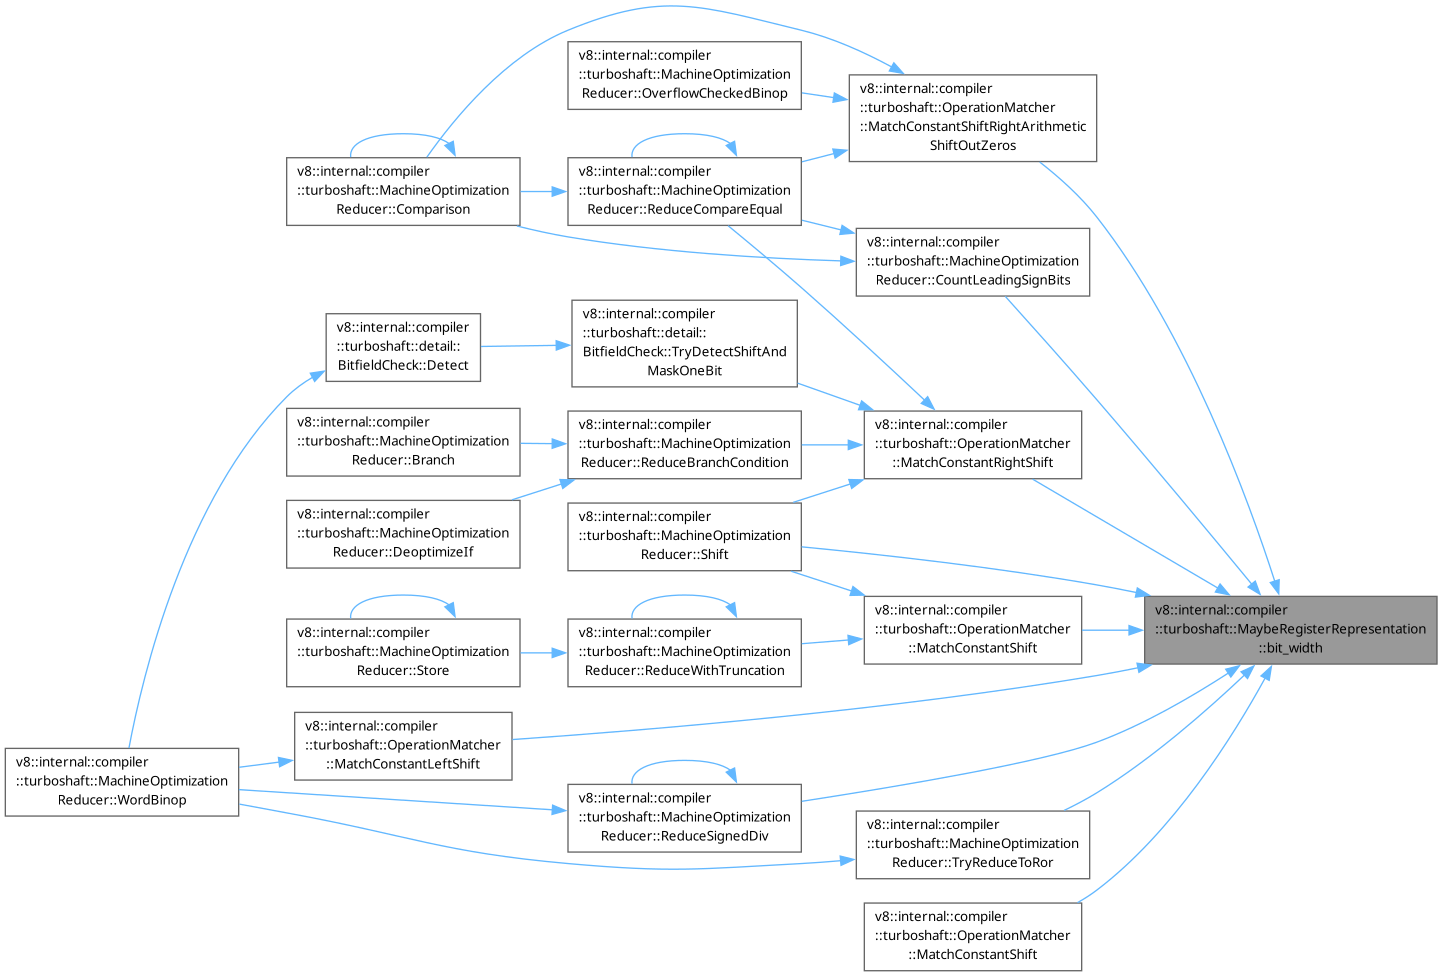 v8::internal::compiler
::turboshaft::MachineOptimization
Reducer::OverflowCheckedBinop
v8::internal::compiler
::turboshaft::OperationMatcher
::MatchConstantShiftRightArithmetic
ShiftOutZeros
v8::internal::compiler
::turboshaft::MachineOptimization
Reducer::Comparison
v8::internal::compiler
::turboshaft::MachineOptimization
Reducer::ReduceCompareEqual
v8::internal::compiler
::turboshaft::MachineOptimization
Reducer::CountLeadingSignBits
v8::internal::compiler
::turboshaft::detail::
BitfieldCheck::Detect
v8::internal::compiler
::turboshaft::detail::
BitfieldCheck::TryDetectShiftAnd
MaskOneBit
v8::internal::compiler
::turboshaft::MachineOptimization
Reducer::Branch
v8::internal::compiler
::turboshaft::MachineOptimization
Reducer::ReduceBranchCondition
v8::internal::compiler
::turboshaft::OperationMatcher
::MatchConstantRightShift
v8::internal::compiler
::turboshaft::MachineOptimization
Reducer::DeoptimizeIf
v8::internal::compiler
::turboshaft::MachineOptimization
Reducer::Shift
v8::internal::compiler
::turboshaft::MachineOptimization
Reducer::Store
v8::internal::compiler
::turboshaft::MachineOptimization
Reducer::ReduceWithTruncation
v8::internal::compiler
::turboshaft::OperationMatcher
::MatchConstantShift
v8::internal::compiler
::turboshaft::MaybeRegisterRepresentation
::bit_width
v8::internal::compiler
::turboshaft::MachineOptimization
Reducer::WordBinop
v8::internal::compiler
::turboshaft::OperationMatcher
::MatchConstantLeftShift
v8::internal::compiler
::turboshaft::MachineOptimization
Reducer::ReduceSignedDiv
v8::internal::compiler
::turboshaft::MachineOptimization
Reducer::TryReduceToRor
v8::internal::compiler
::turboshaft::OperationMatcher
::MatchConstantShift